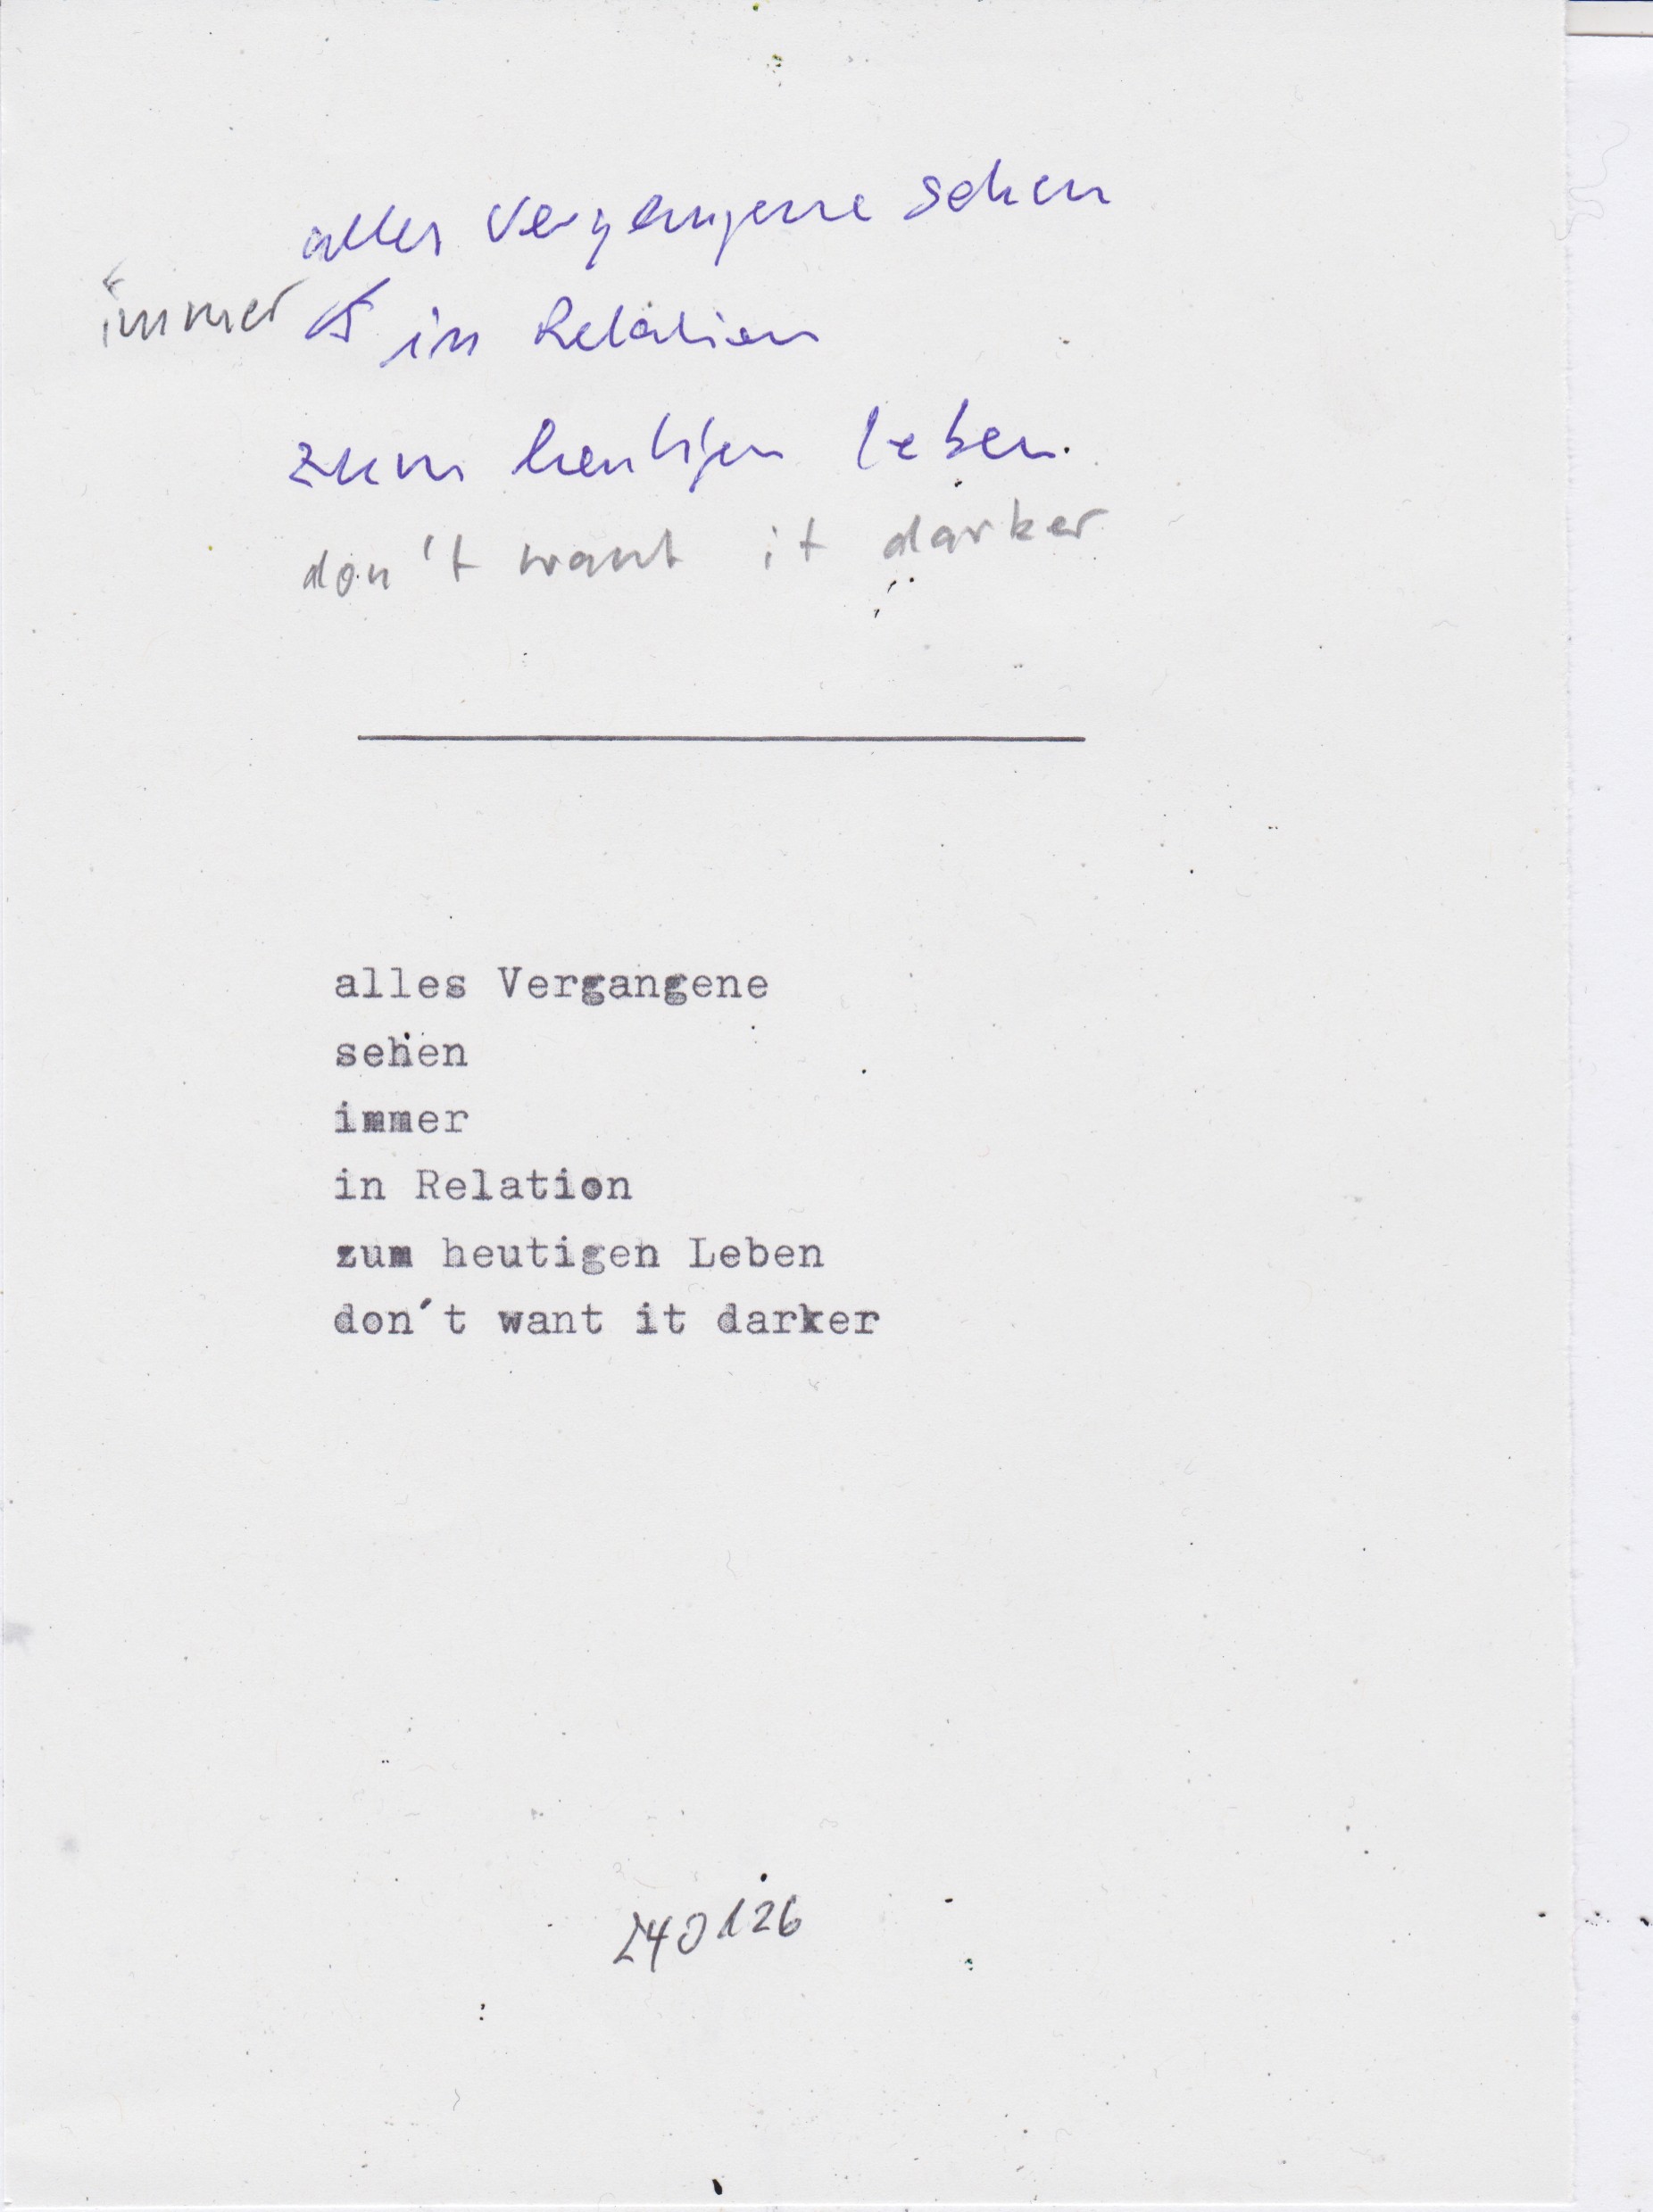 alles Vergangene sehen
immer in Relation
zum heutigen Leben.
don't want it darker
alles Vergangene
sehen
immer
in Relation
zum heutigen Leben
don´t want it darker
240126